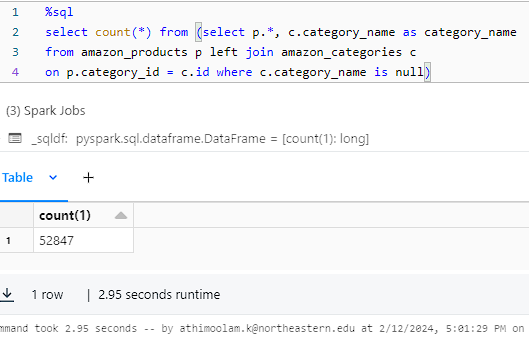 1 %sql
2 select count(*) from (select p.*, c.category_name as category_name
3 from amazon_products p left join amazon_categories c
4 on p.category_id = c.id where c.category_name is null)
(3) Spark Jobs
_sqldf: pyspark.sql.dataframe.DataFrame = [count(1): long]
Table +
count(1)
1 52847
1 row | 2.95 seconds runtime
mmand took 2.95 seconds -- by athimoolam.k@northeastern.edu at 2/12/2024, 5:01:29 PM on